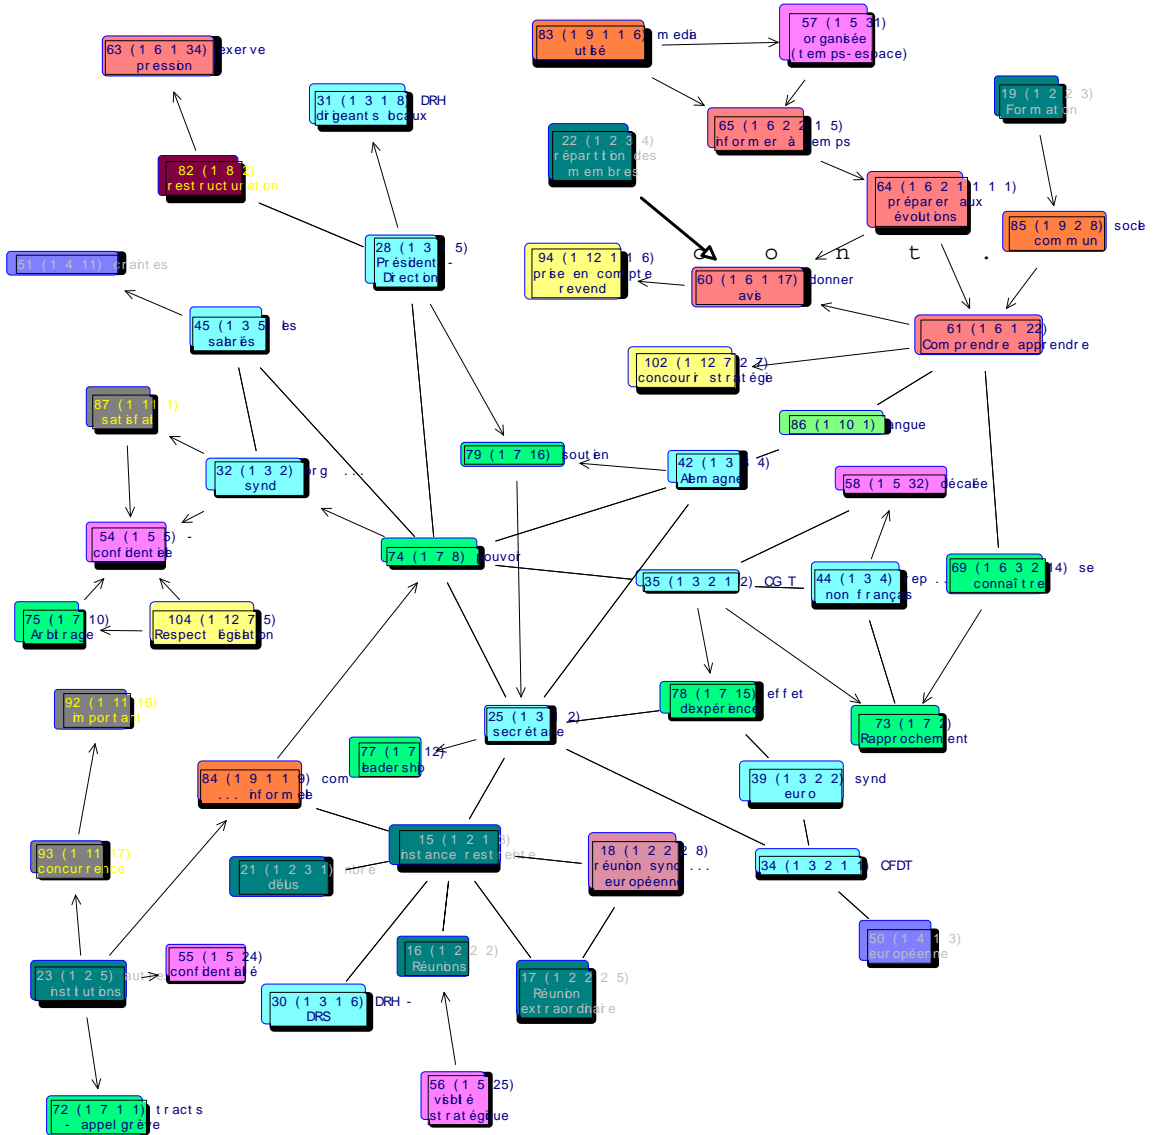 83 (1 9 1 1 6) media
utilisé
57 (1 5 31)
organisée
(temps-espace)
63 (1 6 1 34) exerve
pression
31 (1 3 1 8) DRH
dirigeants locaux
19 (1 2 2 3)
Formation
65 (1 6 2 2 1 5)
informer à temps
22 (1 2 3 4)
répartition des
membres
82 (1 8 2)
restructuration
64 (1 6 2 1 1 1 1)
préparer aux
évolutions
85 (1 9 2 8) socle
commun
28 (1 3 1 5)
Président -
Direction
o n t .
94 (1 12 1 1 6)
prise en compte
revend
51 (1 4 11) craintes
60 (1 6 1 17) donner
avis
45 (1 3 5) les
salariés
61 (1 6 1 22)
Comprendre apprendre
102 (1 12 7 2 7)
concourir stratégie
87 (1 11 1)
satisfait
86 (1 10 1) langue
79 (1 7 16) soutien
42 (1 3 3 4)
Allemagne
32 (1 3 2) org ...
synd
58 (1 5 32) décalée
54 (1 5 5) -
confidentielle
74 (1 7 8) pouvoir
35 (1 3 2 1 2) CGT
44 (1 3 4) rep ..
non français
69 (1 6 3 2 14) se
connaître
75 (1 7 10)
Arbitrage
104 (1 12 7 5)
Respect législation
92 (1 11 16)
important
78 (1 7 15) effet
d'expérience
25 (1 3 1 2)
secrétaire
73 (1 7 2)
Rapprochement
77 (1 7 12)
leadership
84 (1 9 1 1 9) com
... informelle
39 (1 3 2 2) synd
euro
15 (1 2 1 3)
instance restreinte
93 (1 11 17)
concurrence
21 (1 2 3 1) nbre
d'élus
18 (1 2 2 2 8)
réunion synd ...
européenne
34 (1 3 2 1 1) CFDT
50 (1 4 1 3)
européenne
55 (1 5 24)
confidentialité
16 (1 2 2 2)
Réunions
23 (1 2 5) autres
institutions
17 (1 2 2 2 5)
Réunion
extraordinaire
30 (1 3 1 6) DRH -
DRS
56 (1 5 25)
visibilité
stratégique
72 (1 7 1 1) tracts
- appel grève